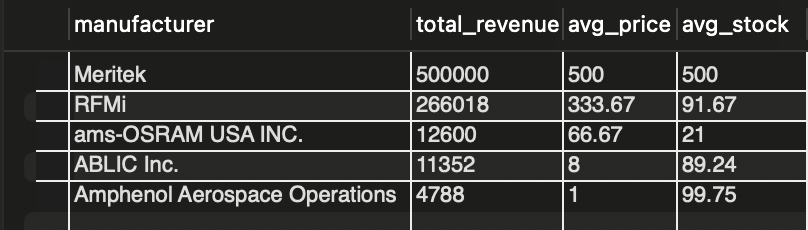 manufacturer total_revenue avg_price avg_stock
Meritek 500000 500 500
RFMi 266018 333.67 91.67
ams-OSRAM USA INC. 12600 66.67 21
ABLIC Inc. 11352 8 89.24
Amphenol Aerospace Operations 4788 1 99.75